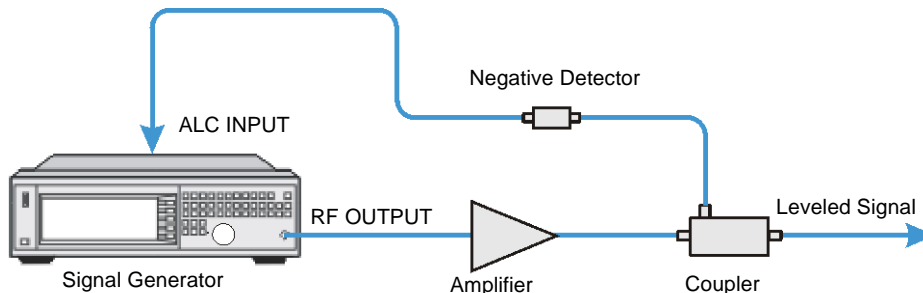 Negative Detector
ALC INPUT
RF OUTPUT
Leveled Signal
Signal Generator
Amplifier
Coupler